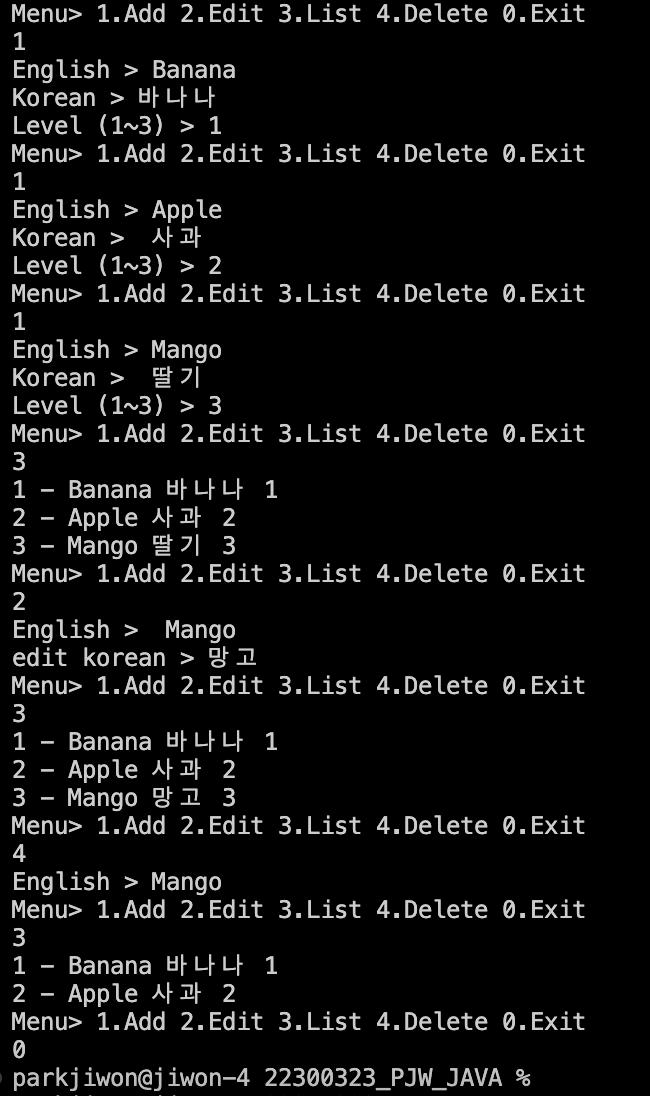 Menu> 1.Add 2.Edit 3.List 4.Delete 0.Exit
1
English > Banana
Korean > 바나나
Level (1~3) > 1
Menu> 1.Add 2.Edit 3.List 4.Delete 0.Exit
1
English > Apple
Korean >  사과
Level (1~3) > 2
Menu> 1.Add 2.Edit 3.List 4.Delete 0.Exit
1
English > Mango
Korean >  딸기
Level (1~3) > 3
Menu> 1.Add 2.Edit 3.List 4.Delete 0.Exit
3
1 - Banana 바나나 1
2 - Apple 사과 2
3 - Mango 딸기 3
Menu> 1.Add 2.Edit 3.List 4.Delete 0.Exit
2
English >  Mango
edit korean > 망고
Menu> 1.Add 2.Edit 3.List 4.Delete 0.Exit
3
1 - Banana 바나나 1
2 - Apple 사과 2
3 - Mango 망고 3
Menu> 1.Add 2.Edit 3.List 4.Delete 0.Exit
4
English > Mango
Menu> 1.Add 2.Edit 3.List 4.Delete 0.Exit
3
1 - Banana 바나나 1
2 - Apple 사과 2
Menu> 1.Add 2.Edit 3.List 4.Delete 0.Exit
0
parkjiwon@jiwon-4 22300323_PJW_JAVA %